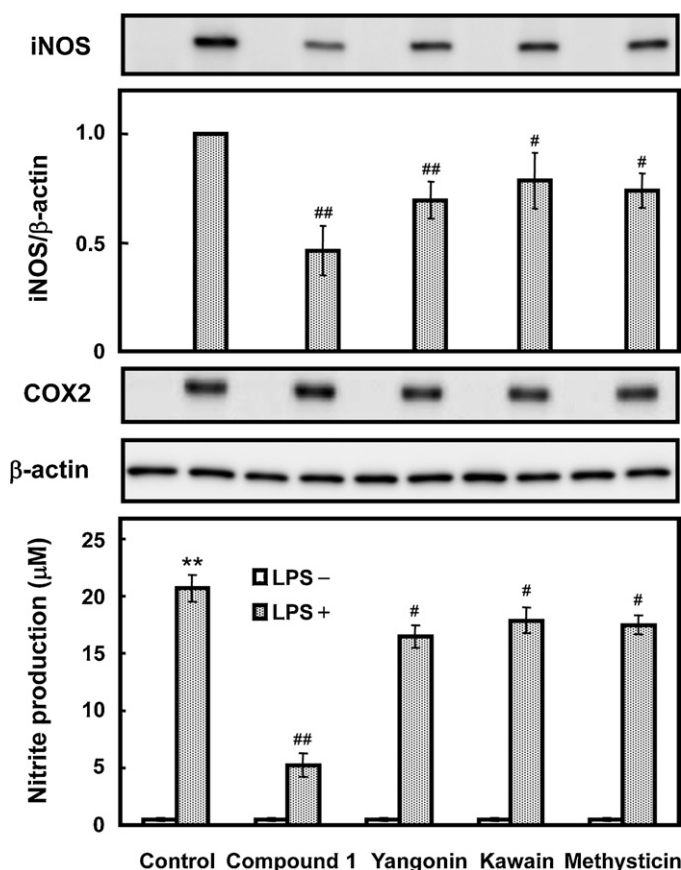 iNOS
iNOS/β-actin
1.0
0.5
0
## ## # #
COX2
β-actin
Nitrite production (μM)
25
20
15
10
5
0
LPS −
LPS +
** ## # # #
Control Compound 1 Yangonin Kawain Methysticin